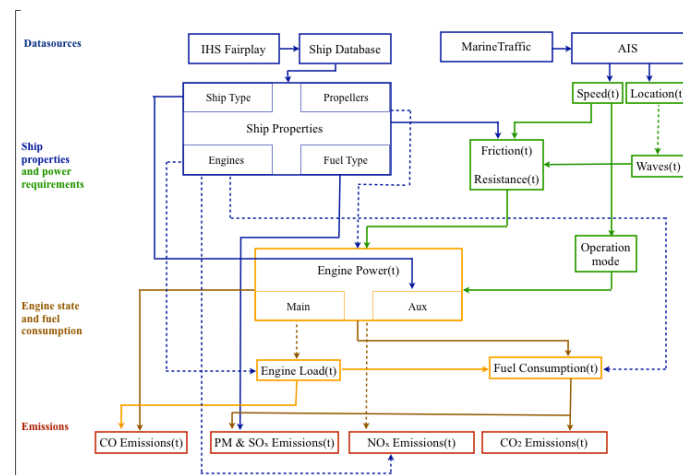 Datasources
IHS Fairplay
Ship Database
MarineTraffic
AIS
Ship Type
Propellers
Speed(t)
Location(t)
Ship Properties
Ship
properties
and power
requirements
Engines
Fuel Type
Friction(t)
Resistance(t)
Waves(t)
Operation
mode
Engine Power(t)
Engine state
and fuel
consumption
Main
Aux
Engine Load(t)
Fuel Consumption(t)
Emissions
CO Emissions(t)
PM & SOx Emissions(t)
NOx Emissions(t)
CO2 Emissions(t)